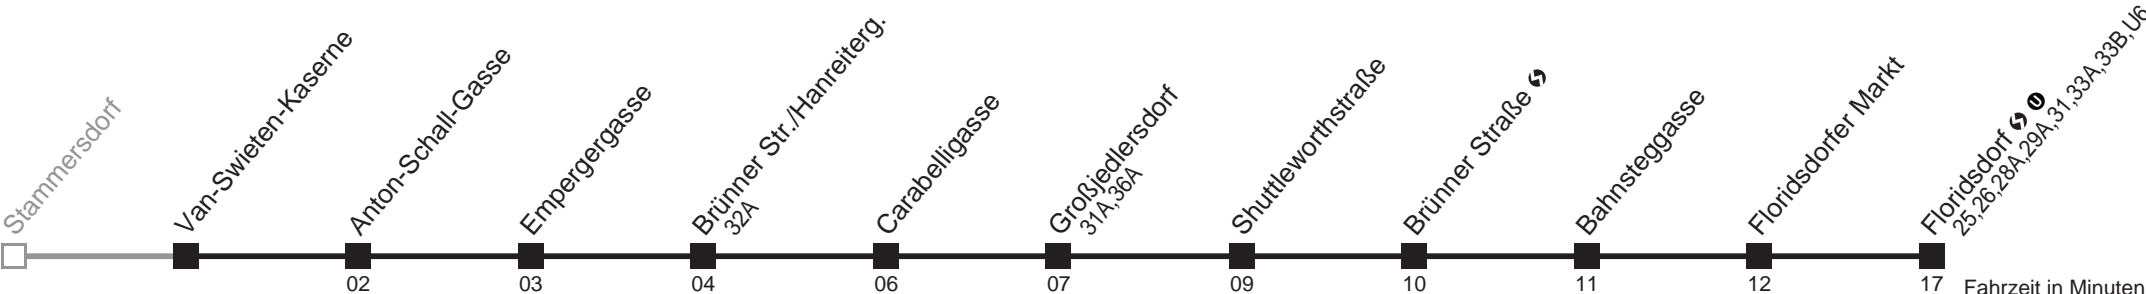 Stammersdorf
Van-Swieten-Kaserne
Anton-Schall-Gasse
Empergergasse
Brünner Str./Hanreiterg.
32A
Carabelligasse
Großjedlersdorf
31A,36A
Shuttleworthstraße
Brünner Straße S
Bahnsteggasse
Floridsdorfer Markt
Floridsdorf S U
25,26,28A,29A,31,33A,33B,U6
02 03 04 06 07 09 10 11 12 17 Fahrzeit in Minuten